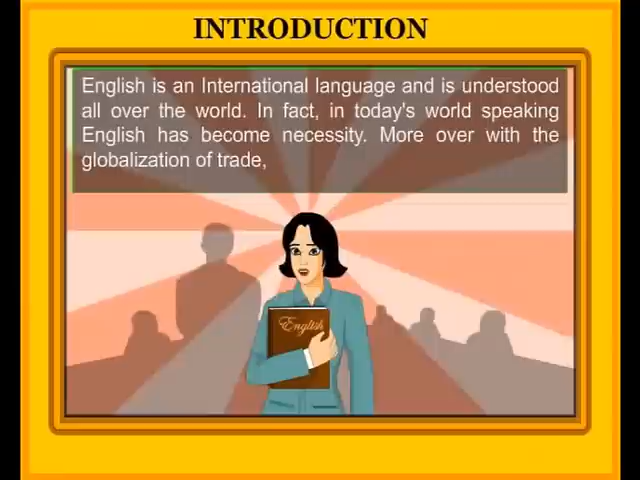 INTRODUCTION
English is an International language and is understood
all over the world. In fact, in today's world speaking
English has become necessity. More over with the
globalization of trade,
English